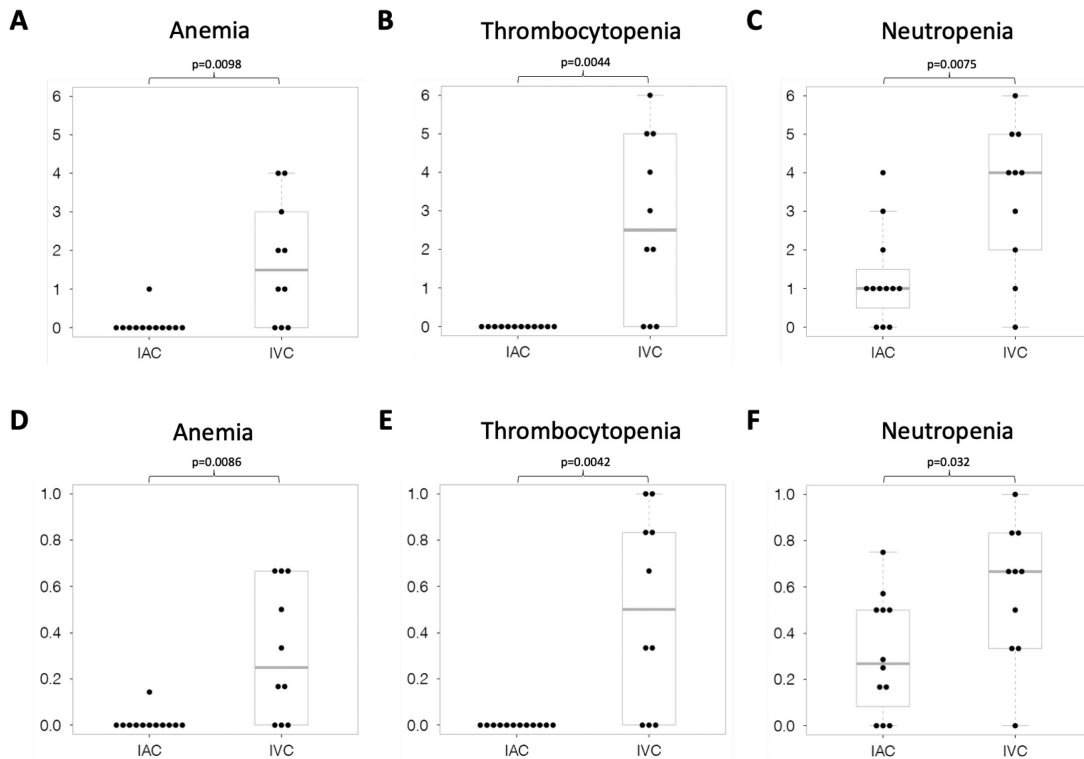 A Anemia
p=0.0098
6
5
4
3
2
1
0
IAC IVC
B Thrombocytopenia
p=0.0044
6
5
4
3
2
1
0
IAC IVC
C Neutropenia
p=0.0075
6
5
4
3
2
1
0
IAC IVC
D Anemia
p=0.0086
1.0
0.8
0.6
0.4
0.2
0.0
IAC IVC
E Thrombocytopenia
p=0.0042
1.0
0.8
0.6
0.4
0.2
0.0
IAC IVC
F Neutropenia
p=0.032
1.0
0.8
0.6
0.4
0.2
0.0
IAC IVC